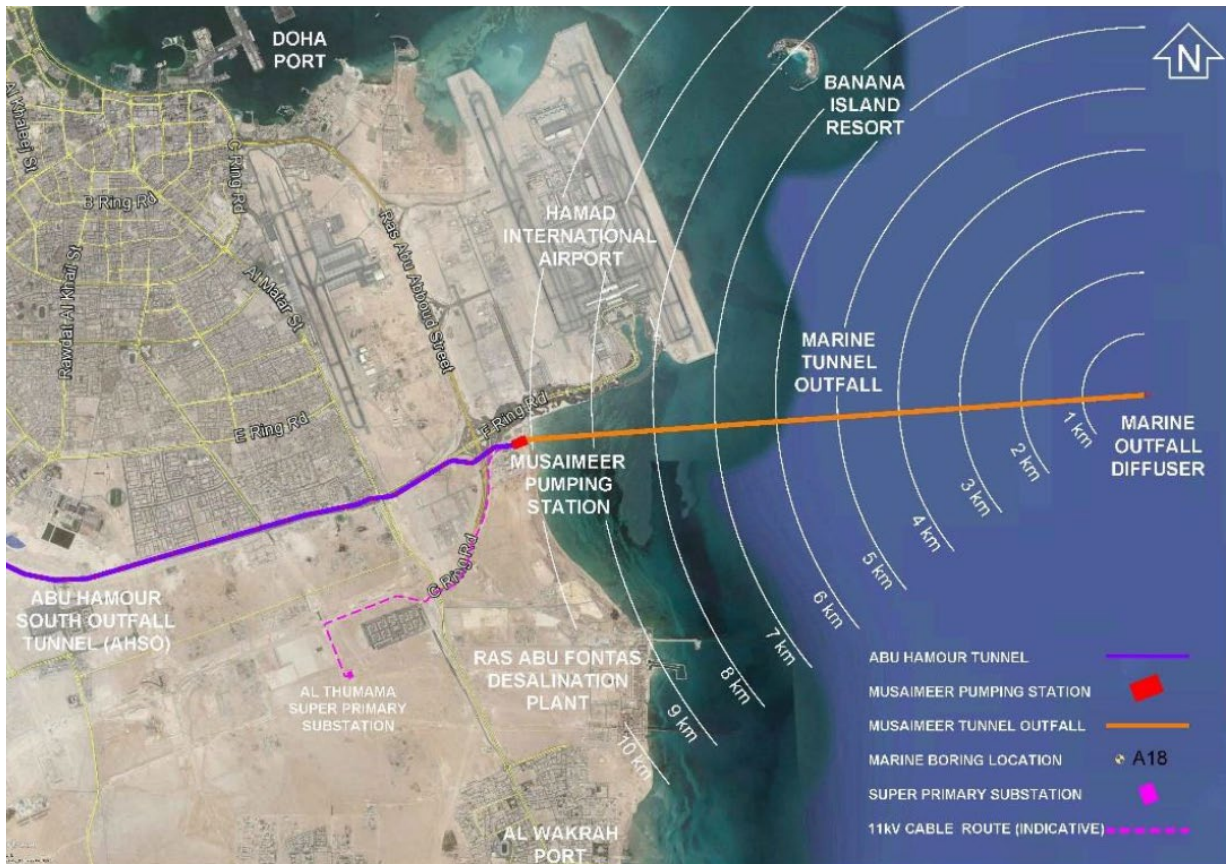 DOHA
PORT
N
BANANA
ISLAND
RESORT
Al Khaleej St
C Ring Rd
B Ring Rd
HAMAD
INTERNATIONAL
AIRPORT
Ras Abu Abboud Street
Al Matar St
Rawdat Al Khail St
MARINE
TUNNEL
OUTFALL
F Ring Rd
E Ring Rd
MUSAIMEER
PUMPING
STATION
MARINE
OUTFALL
DIFFUSER
1 km
2 km
3 km
4 km
5 km
6 km
7 km
8 km
9 km
10 km
G Ring Rd
ABU HAMOUR
SOUTH OUTFALL
TUNNEL (AHSO)
RAS ABU FONTAS
DESALINATION
PLANT
AL THUMAMA
SUPER PRIMARY
SUBSTATION
AL WAKRAH
PORT
ABU HAMOUR TUNNEL
MUSAIMEER PUMPING STATION
MUSAIMEER TUNNEL OUTFALL
MARINE BORING LOCATION A18
SUPER PRIMARY SUBSTATION
11kV CABLE ROUTE (INDICATIVE)